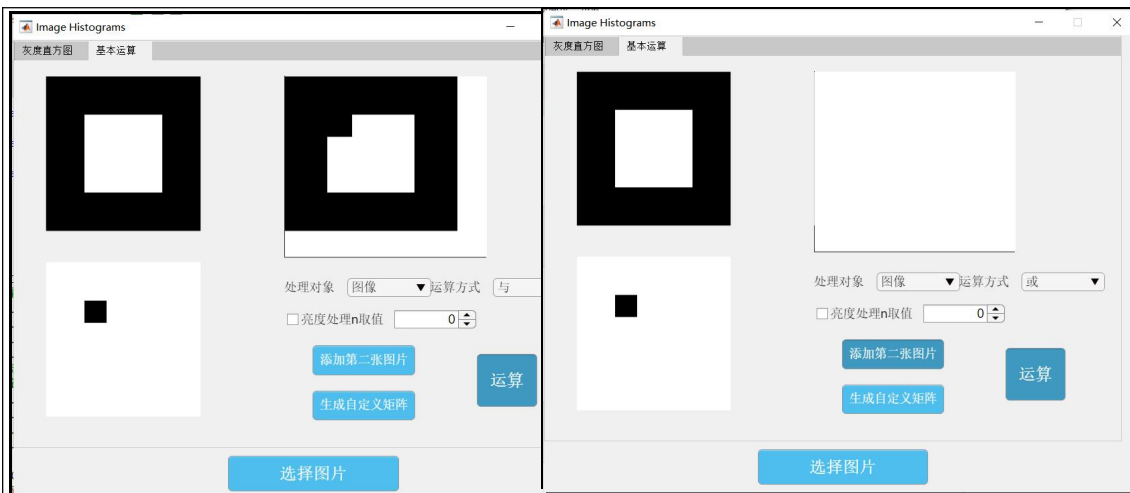 Image Histograms
灰度直方图 基本运算
处理对象 图像 运算方式 与
亮度处理n取值 0
添加第二张图片
运算
生成自定义矩阵
选择图片
Image Histograms
灰度直方图 基本运算
处理对象 图像 运算方式 或
亮度处理n取值 0
添加第二张图片
运算
生成自定义矩阵
选择图片